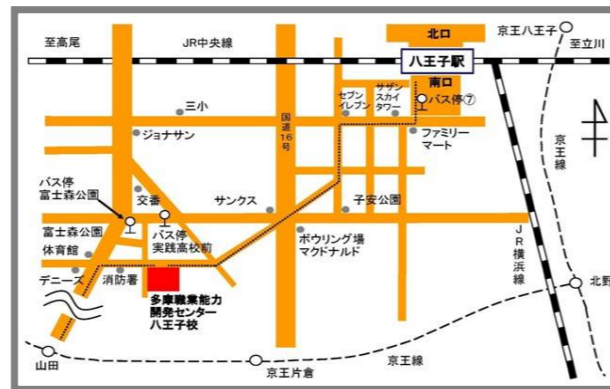 北口
京王八王子
至高尾
JR中央線
八王子駅
至立川
南口
バス停⑦
セブン
イレブン
サザン
スカイ
タワー
三小
国道16号
ジョナサン
ファミリー
マート
京王線
バス停
富士森公園
交番
サンクス
子安公園
富士森公園
体育館
バス停
実践高校前
ボウリング場
マクドナルド
JR横浜線
デニーズ
消防署
北野
多摩職業能力
開発センター
八王子校
山田
京王片倉
京王線